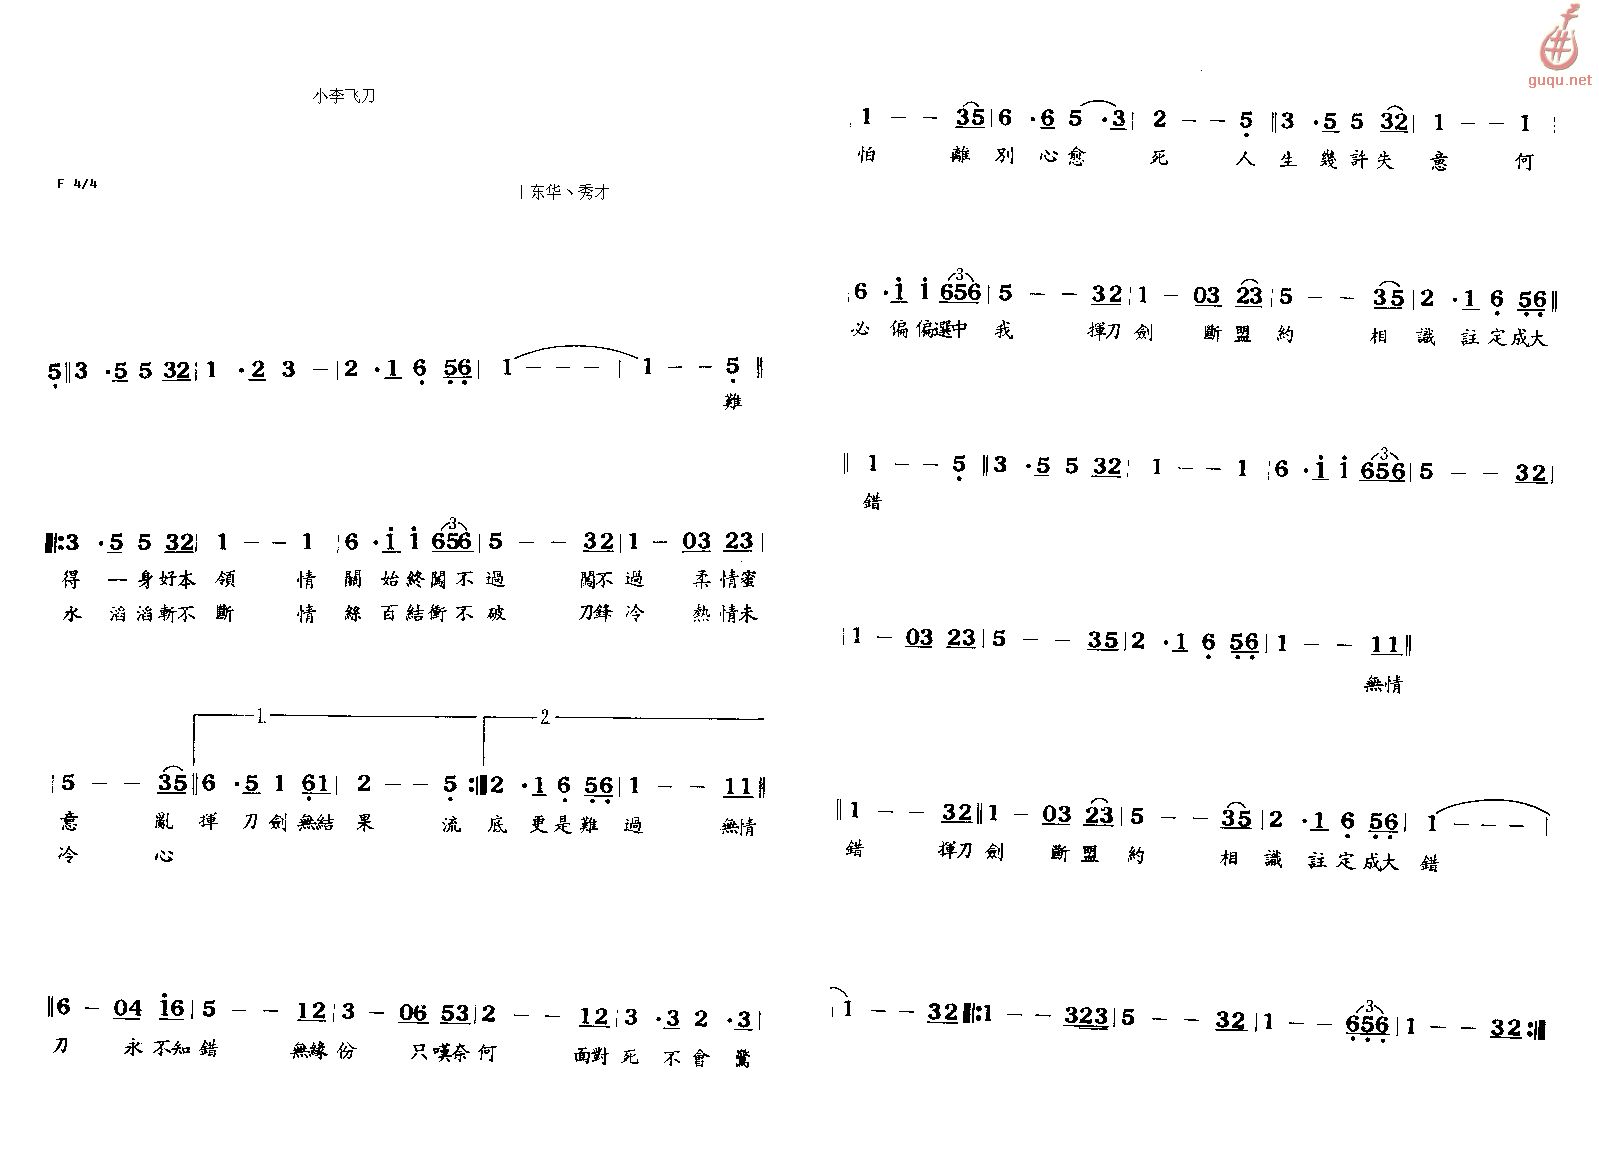 小李飞刀
F 4/4
丨东华、秀才
5‖3 ·5 5 32|1 ·2 3 –|2 ·1 6 56|1 – – –|1 – – 5‖
難
‖:3 ·5 5 32|1 – – 1|6 ·i i 656|5 – – 32|1 – 03 23|
得一身好本領 情關始終闖不過 闖不過 柔情蜜
水滔滔斬不斷 情絲百結衝不破 刀鋒冷 熱情未
1. 2
|5 – – 35‖6 ·5 1 61|2 – – 5:‖2 ·1 6 56|1 – – 11‖
意 亂揮刀劍無結果 流 底更是難過 無情
冷 心
‖6 – 04 i6|5 – – 12|3 – 06 53|2 – – 12|3 ·3 2 ·3|
刀 永不知錯 無緣份 只嘆奈何 面對死不會驚
|1 – – 35|6 ·6 5 ·3|2 – – 5‖3 ·5 5 32|1 – – 1|
怕 離別心愈死 人生幾許失意 何
|6 ·i i 656|5 – – 32|1 – 03 23|5 – – 35|2 ·1 6 56‖
必偏偏選中我 揮刀劍 斷盟約 相識註定成大
‖1 – – 5‖3 ·5 5 32|1 – – 1|6 ·i i 656|5 – – 32|
錯
|1 – 03 23|5 – – 35|2 ·1 6 56|1 – – 11‖
無情
‖1 – – 32‖1 – 03 23|5 – – 35|2 ·1 6 56|1 – – –|
錯 揮刀劍 斷盟約 相識註定成大錯
|1 – – 32‖:1 – – 323|5 – – 32|1 – – 656|1 – – 32:‖
guqu.net